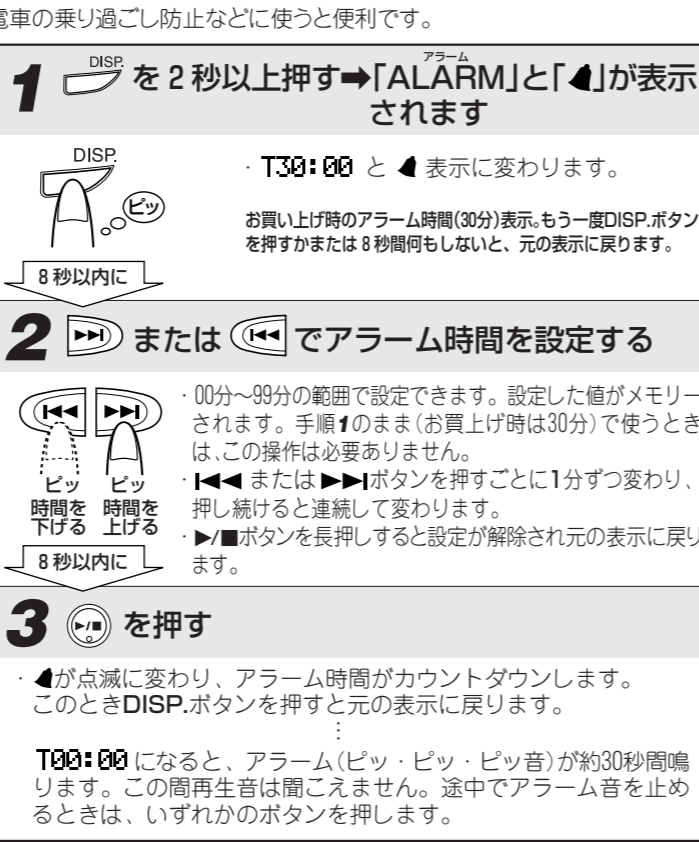 電車の乗り過ごし防止などに使うと便利です。
1 DISP. を2秒以上押す➡「ALARM」と「🔔」が表示
アラーム
されます
DISP.
ピッ
8秒以内に
· T30:00 と 🔔 表示に変わります。
お買い上げ時のアラーム時間(30分)表示。もう一度DISP.ボタン
を押すかまたは8秒間何もしないと、元の表示に戻ります。
2 ▶▶| または |◀◀ でアラーム時間を設定する
|◀◀ ▶▶|
ピッ ピッ
時間を 時間を
下げる 上げる
8秒以内に
· 00分〜99分の範囲で設定できます。設定した値がメモリー
されます。手順1のまま(お買上げ時は30分)で使うとき
は、この操作は必要ありません。
· |◀◀ または ▶▶|ボタンを押すごとに1分ずつ変わり、
押し続けると連続して変わります。
· ▶/■ボタンを長押しすると設定が解除され元の表示に戻り
ます。
3 ▶/■ を押す
· 🔔が点滅に変わり、アラーム時間がカウントダウンします。
このときDISP.ボタンを押すと元の表示に戻ります。
⋮
T00:00 になると、アラーム(ピッ・ピッ・ピッ音)が約30秒間鳴
ります。この間再生音は聞こえません。途中でアラーム音を止め
るときは、いずれかのボタンを押します。